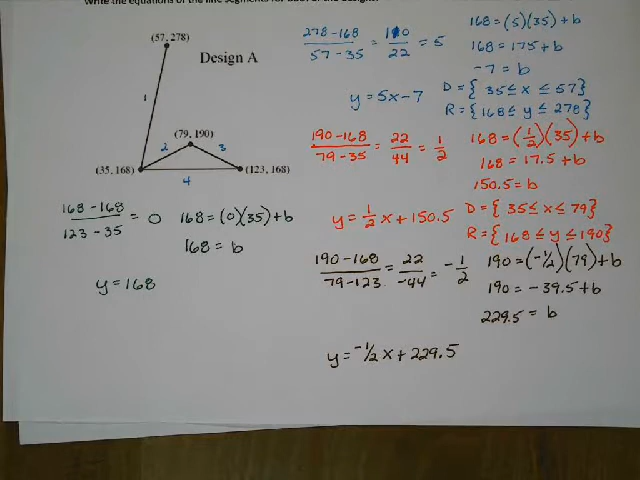 Write the equations of the line segments for each of the designs.
(57, 278)
Design A
1
(79, 190)
2
3
(35, 168)
4
(123, 168)
278-168 / 57-35 = 110 / 22 = 5
168 = (5)(35) + b
168 = 175 + b
-7 = b
y = 5x - 7
D = { 35 ≤ x ≤ 57 }
R = { 168 ≤ y ≤ 278 }
190-168 / 79-35 = 22 / 44 = 1/2
168 = (1/2)(35) + b
168 = 17.5 + b
150.5 = b
y = 1/2 x + 150.5
D = { 35 ≤ x ≤ 79 }
R = { 168 ≤ y ≤ 190 }
190-168 / 79-123 = 22 / -44 = -1/2
190 = (-1/2)(79) + b
190 = -39.5 + b
229.5 = b
y = -1/2 x + 229.5
168-168 / 123-35 = 0
168 = (0)(35) + b
168 = b
y = 168